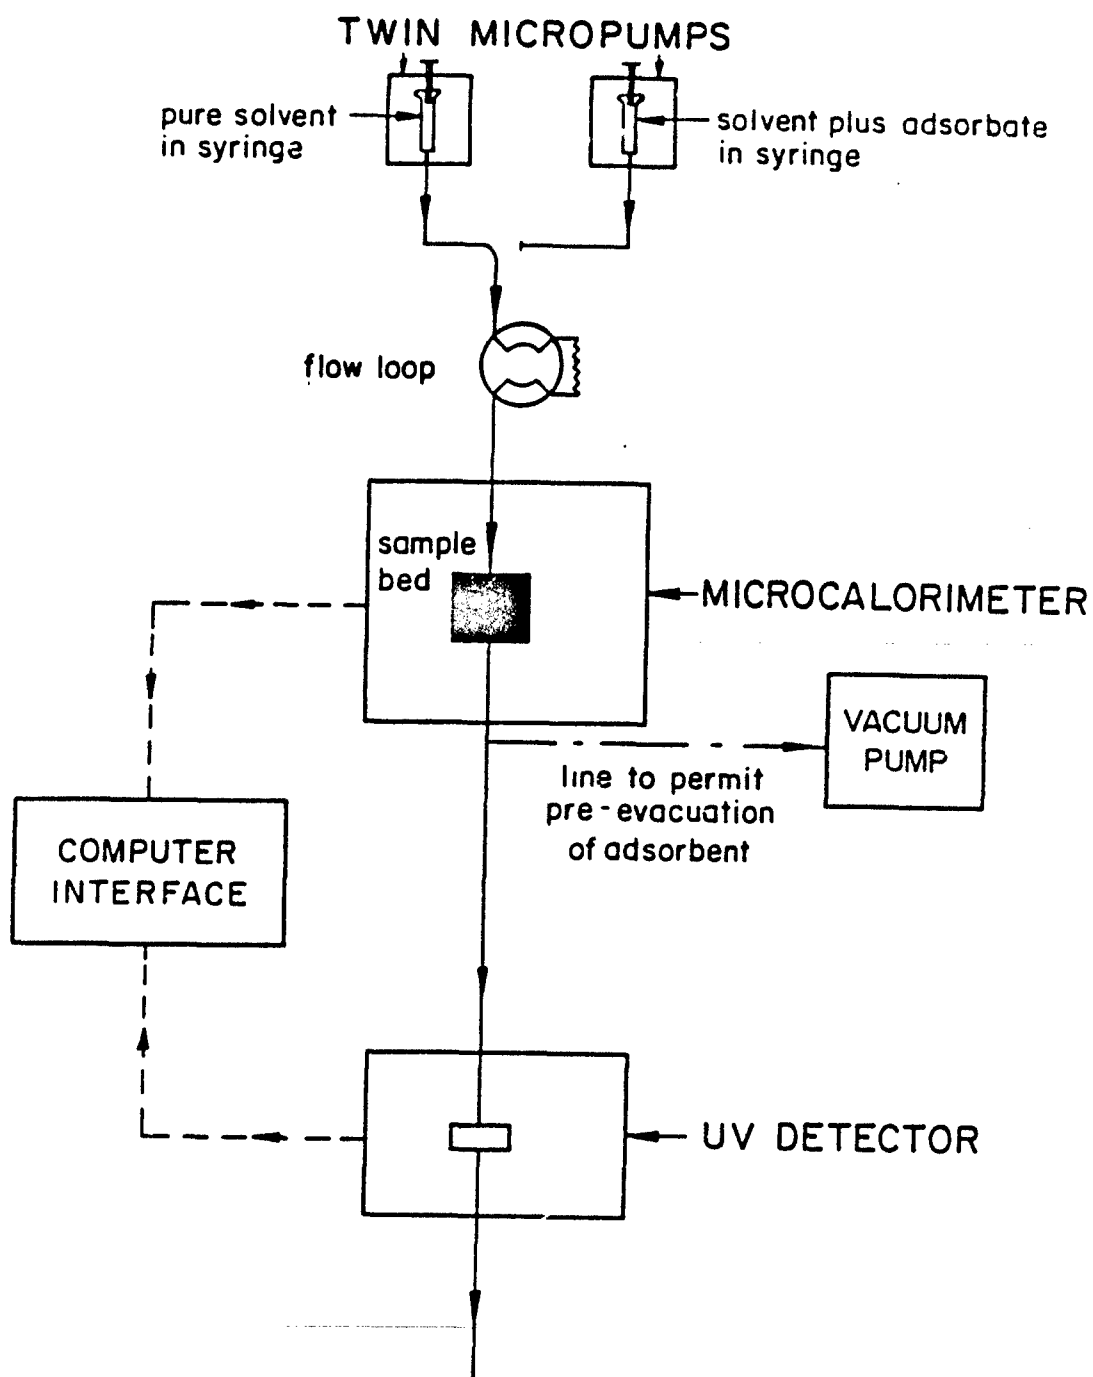 TWIN MICROPUMPS
pure solvent
in syringe
solvent plus adsorbate
in syringe
flow loop
sample
bed
MICROCALORIMETER
VACUUM
PUMP
line to permit
pre-evacuation
of adsorbent
COMPUTER
INTERFACE
UV DETECTOR